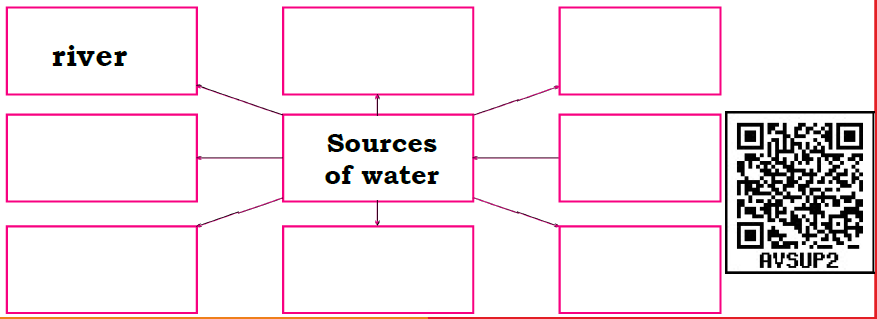 river
Sources
of water
AVSUP2